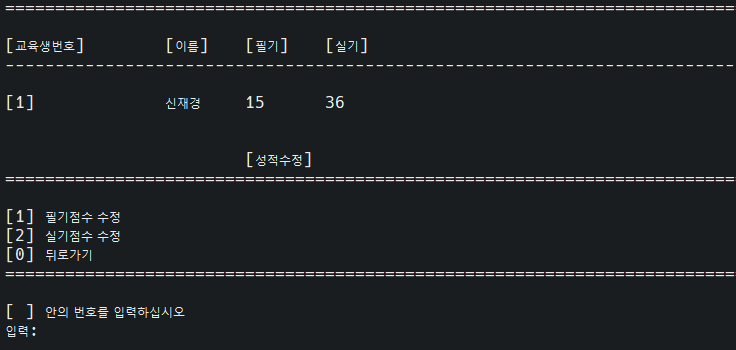 =========================================================================
[교육생번호] [이름] [필기] [실기]
-------------------------------------------------------------------------
[1] 신재경 15 36
[성적수정]
=========================================================================
[1] 필기점수 수정
[2] 실기점수 수정
[0] 뒤로가기
=========================================================================
[ ] 안의 번호를 입력하십시오
입력: